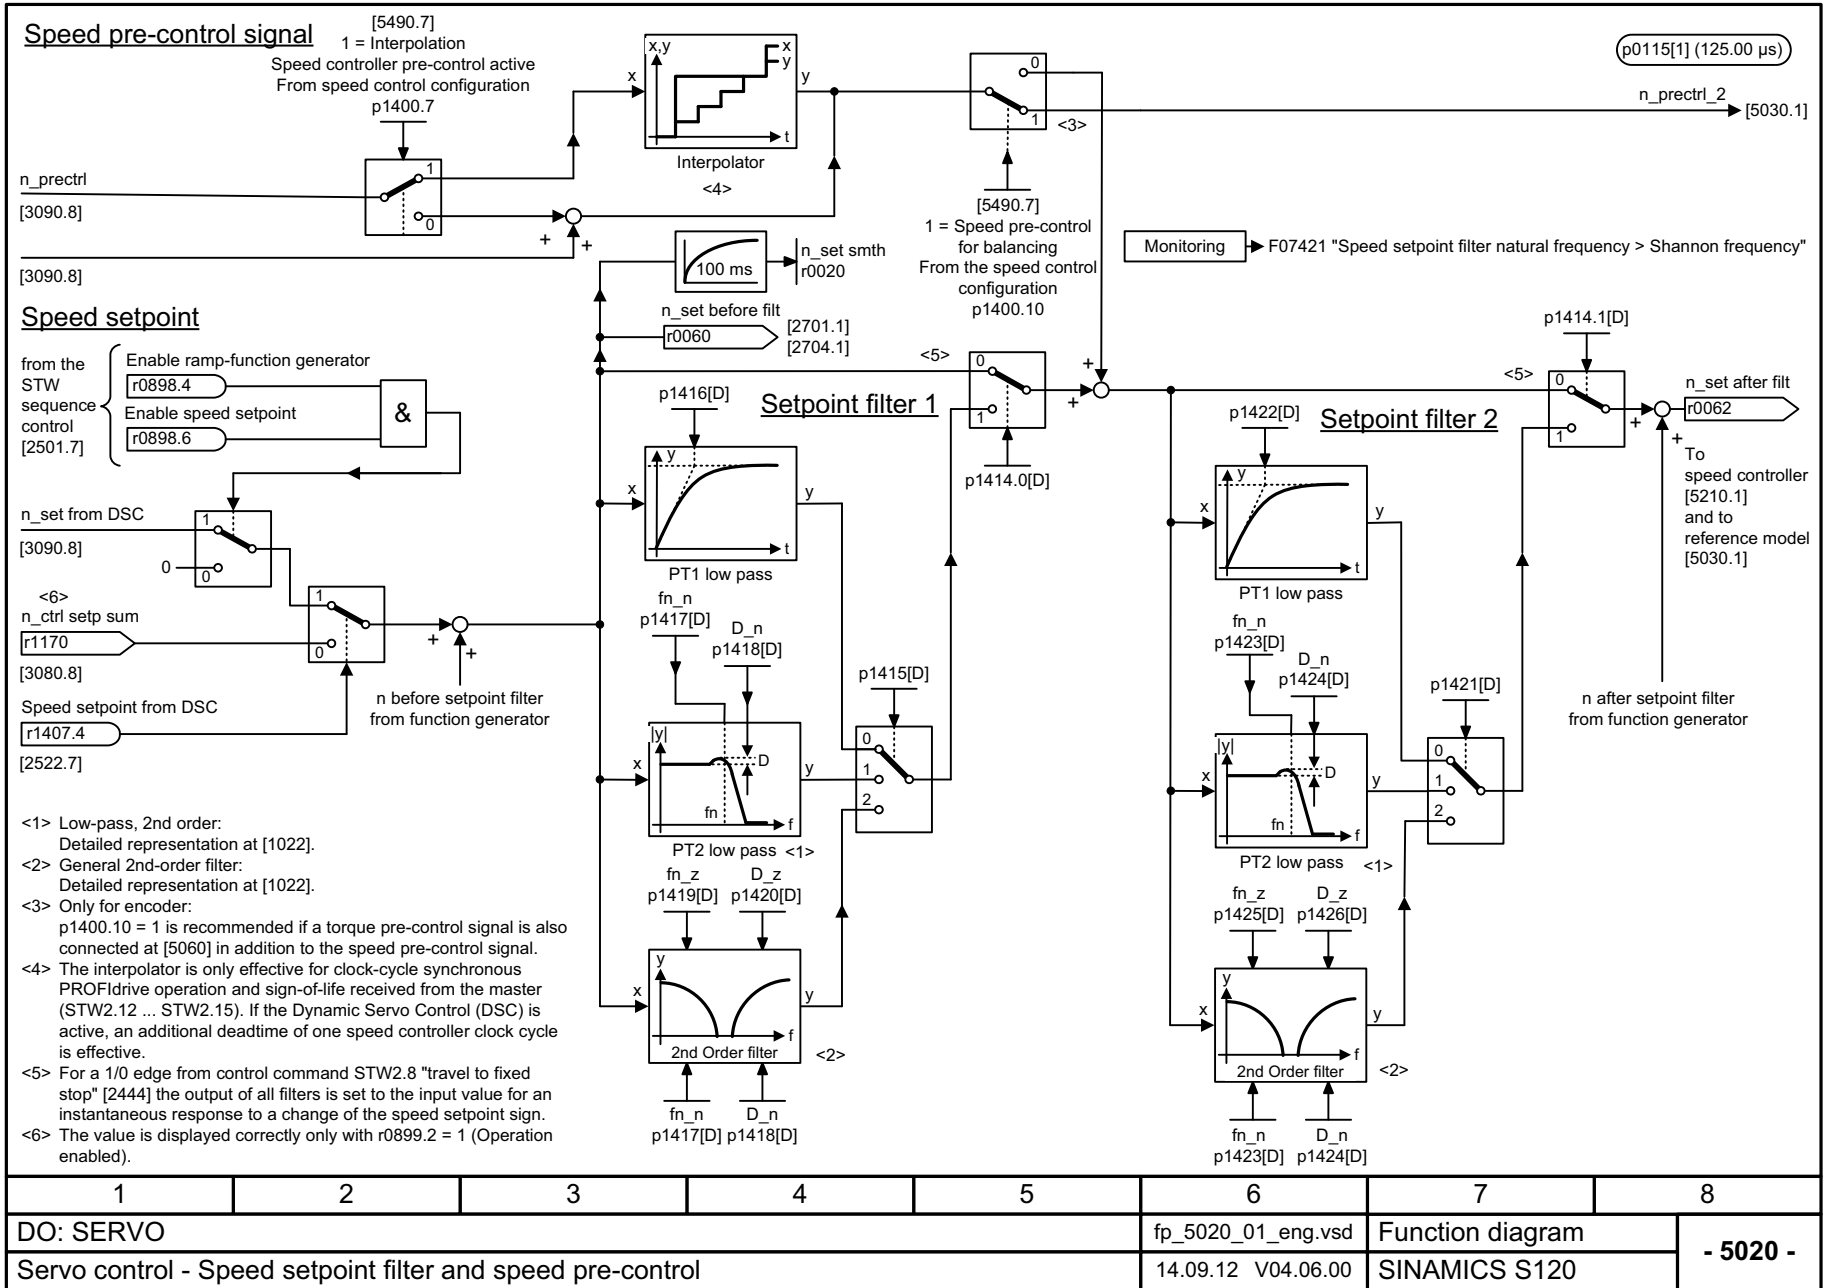 Speed pre-control signal
[5490.7]
1 = Interpolation
Speed controller pre-control active
From speed control configuration
p1400.7
n_prectrl
[3090.8]
1
0
+
+
[3090.8]
x
x,y
x
y
t
y
Interpolator
<4>
0
1
<3>
[5490.7]
1 = Speed pre-control
for balancing
From the speed control
configuration
p1400.10
p0115[1] (125.00 µs)
n_prectrl_2
[5030.1]
Monitoring
F07421 "Speed setpoint filter natural frequency > Shannon frequency"
100 ms
n_set smth
r0020
n_set before filt
r0060
[2701.1]
[2704.1]
Speed setpoint
from the
STW
sequence
control
[2501.7]
Enable ramp-function generator
r0898.4
Enable speed setpoint
r0898.6
&
n_set from DSC
[3090.8]
1
0
0
<6>
n_ctrl setp sum
r1170
[3080.8]
1
0
+
+
Speed setpoint from DSC
r1407.4
[2522.7]
n before setpoint filter
from function generator
Setpoint filter 1
p1416[D]
x
y
t
y
PT1 low pass
fn_n
p1417[D]
D_n
p1418[D]
x
|y|
D
fn
f
y
PT2 low pass <1>
fn_z
p1419[D]
D_z
p1420[D]
x
y
f
y
2nd Order filter
<2>
fn_n
p1417[D]
D_n
p1418[D]
p1415[D]
0
1
2
<5>
0
1
p1414.0[D]
+
+
Setpoint filter 2
p1422[D]
x
y
t
y
PT1 low pass
fn_n
p1423[D]
D_n
p1424[D]
x
|y|
D
fn
f
y
PT2 low pass <1>
fn_z
p1425[D]
D_z
p1426[D]
x
y
f
y
2nd Order filter
<2>
fn_n
p1423[D]
D_n
p1424[D]
p1421[D]
0
1
2
<5>
p1414.1[D]
0
1
+
+
n_set after filt
r0062
To
speed controller
[5210.1]
and to
reference model
[5030.1]
n after setpoint filter
from function generator
<1> Low-pass, 2nd order:
Detailed representation at [1022].
<2> General 2nd-order filter:
Detailed representation at [1022].
<3> Only for encoder:
p1400.10 = 1 is recommended if a torque pre-control signal is also
connected at [5060] in addition to the speed pre-control signal.
<4> The interpolator is only effective for clock-cycle synchronous
PROFIdrive operation and sign-of-life received from the master
(STW2.12 ... STW2.15). If the Dynamic Servo Control (DSC) is
active, an additional deadtime of one speed controller clock cycle
is effective.
<5> For a 1/0 edge from control command STW2.8 "travel to fixed
stop" [2444] the output of all filters is set to the input value for an
instantaneous response to a change of the speed setpoint sign.
<6> The value is displayed correctly only with r0899.2 = 1 (Operation
enabled).
1 2 3 4 5 6 7 8
DO: SERVO
fp_5020_01_eng.vsd
Function diagram
- 5020 -
Servo control - Speed setpoint filter and speed pre-control
14.09.12 V04.06.00
SINAMICS S120